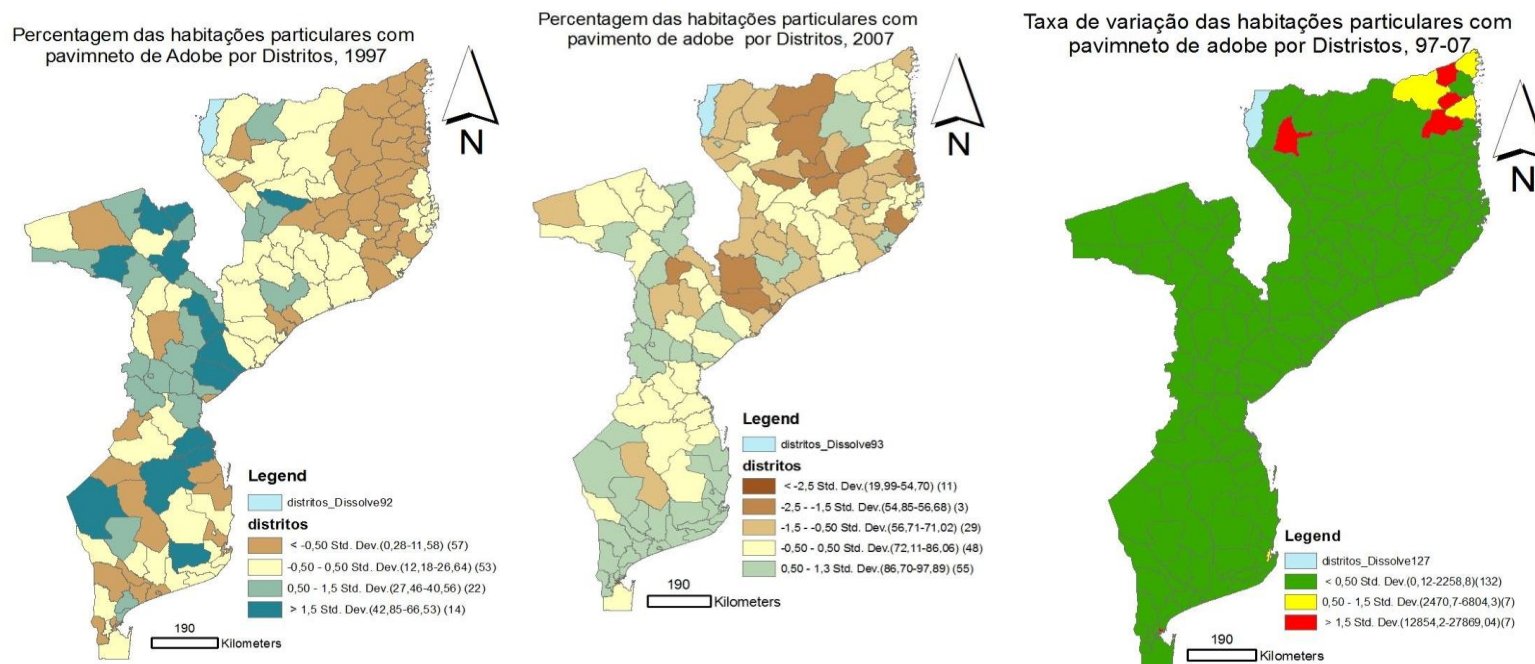 Percentagem das habitações particulares com
pavimneto de Adobe por Distritos, 1997
N
Legend
distritos_Dissolve92
distritos
< -0,50 Std. Dev.(0,28-11,58) (57)
-0,50 - 0,50 Std. Dev.(12,18-26,64) (53)
0,50 - 1,5 Std. Dev.(27,46-40,56) (22)
> 1,5 Std. Dev.(42,85-66,53) (14)
190
Kilometers
Percentagem das habitações particulares com
pavimento de adobe por Distritos, 2007
N
Legend
distritos_Dissolve93
distritos
< -2,5 Std. Dev.(19,99-54,70) (11)
-2,5 - -1,5 Std. Dev.(54,85-56,68) (3)
-1,5 - -0,50 Std. Dev.(56,71-71,02) (29)
-0,50 - 0,50 Std. Dev.(72,11-86,06) (48)
0,50 - 1,3 Std. Dev.(86,70-97,89) (55)
190
Kilometers
Taxa de variação das habitações particulares com
pavimneto de adobe por Distristos, 97-07
N
Legend
distritos_Dissolve127
< 0,50 Std. Dev.(0,12-2258,8)(132)
0,50 - 1,5 Std. Dev.(2470,7-6804,3)(7)
> 1,5 Std. Dev.(12854,2-27869,04)(7)
190
Kilometers